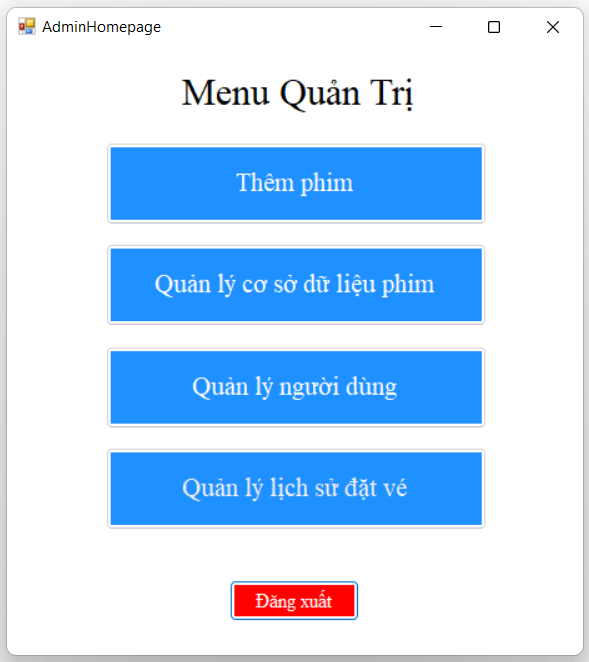 AdminHomepage
Menu Quản Trị
Thêm phim
Quản lý cơ sở dữ liệu phim
Quản lý người dùng
Quản lý lịch sử đặt vé
Đăng xuất